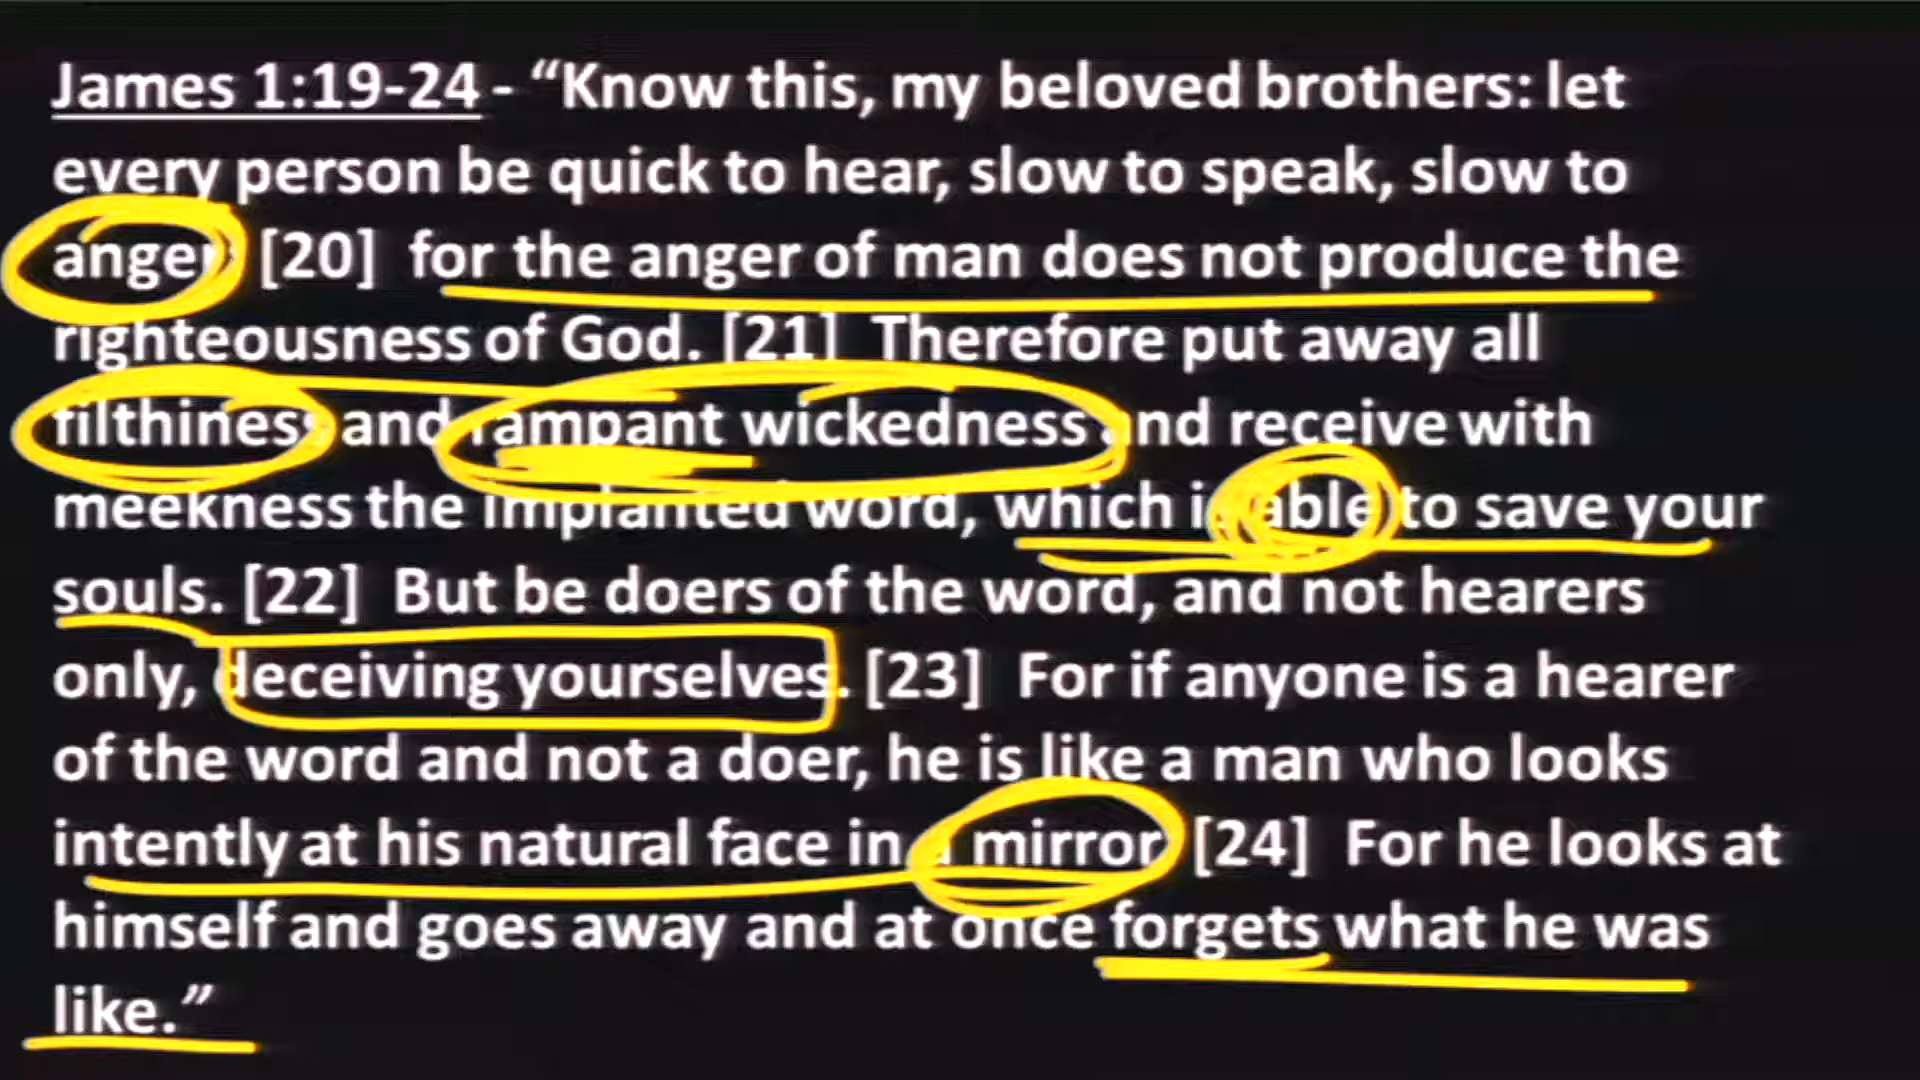 James 1:19-24 - “Know this, my beloved brothers: let
every person be quick to hear, slow to speak, slow to
anger [20] for the anger of man does not produce the
righteousness of God. [21] Therefore put away all
filthiness and rampant wickedness and receive with
meekness the implanted word, which is able to save your
souls. [22] But be doers of the word, and not hearers
only, deceiving yourselves. [23] For if anyone is a hearer
of the word and not a doer, he is like a man who looks
intently at his natural face in a mirror [24] For he looks at
himself and goes away and at once forgets what he was
like.”